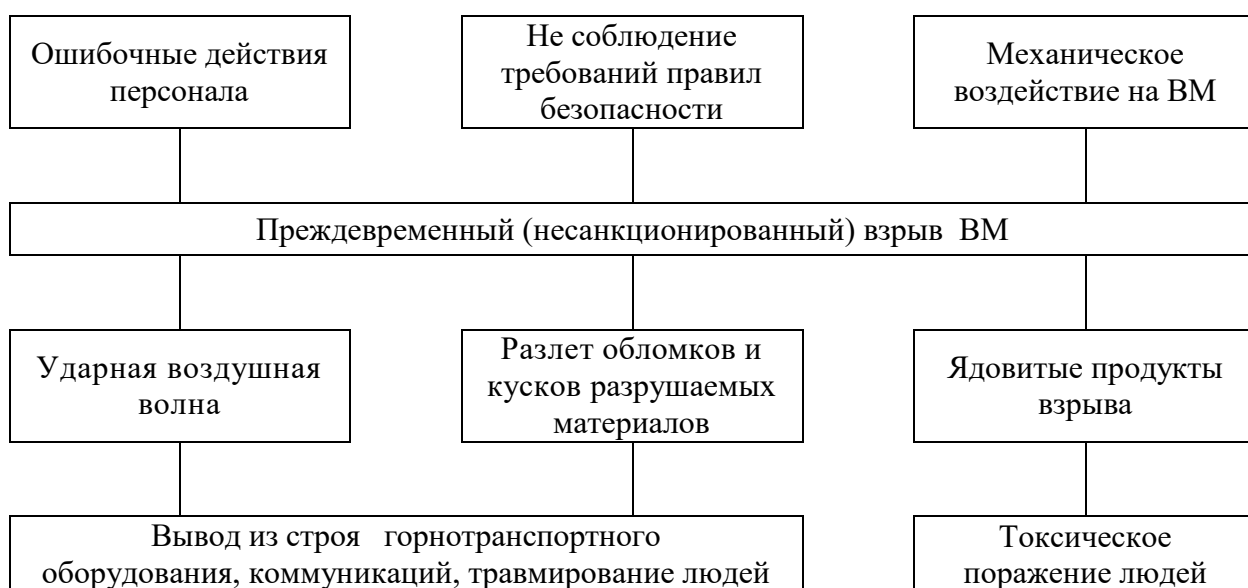 Ошибочные действия
персонала
Не соблюдение
требований правил
безопасности
Механическое
воздействие на ВМ
Преждевременный (несанкционированный) взрыв ВМ
Ударная воздушная
волна
Разлет обломков и
кусков разрушаемых
материалов
Ядовитые продукты
взрыва
Вывод из строя горнотранспортного
оборудования, коммуникаций, травмирование людей
Токсическое
поражение людей